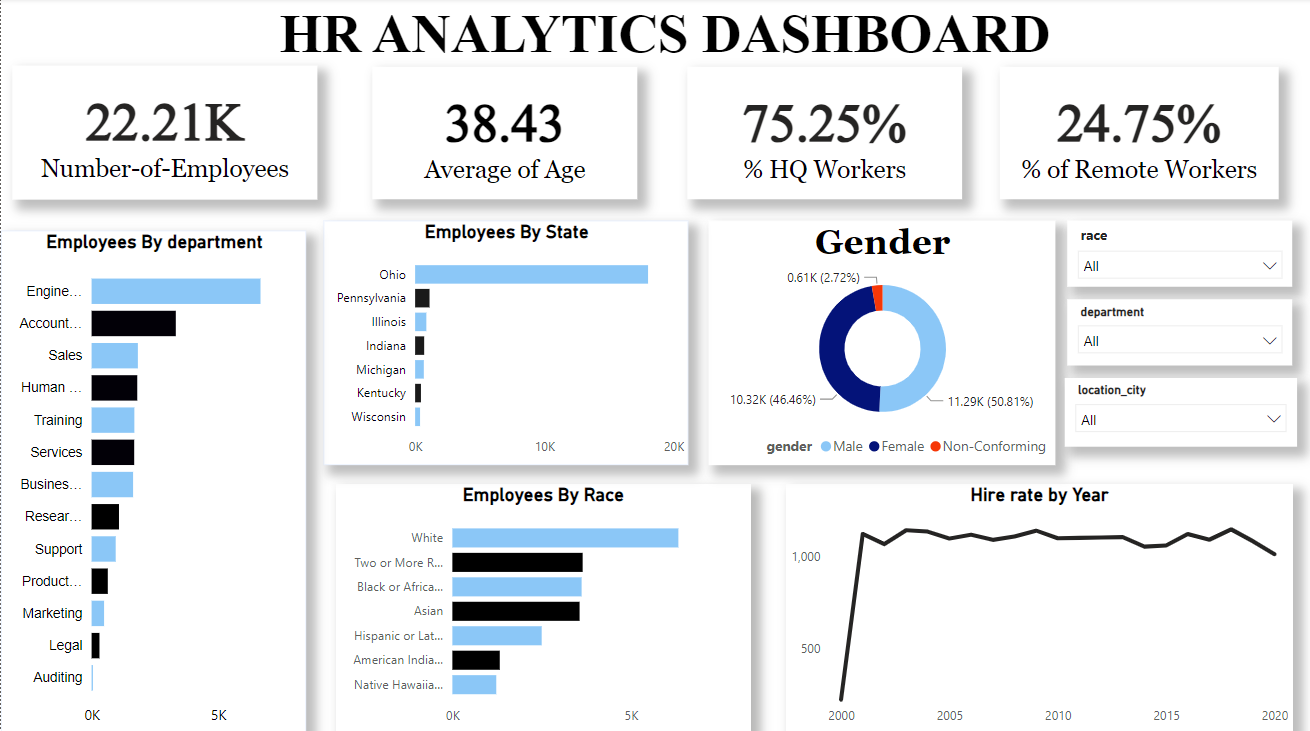 HR ANALYTICS DASHBOARD
22.21K
Number-of-Employees
38.43
Average of Age
75.25%
% HQ Workers
24.75%
% of Remote Workers
Employees By department
Engine...
Account...
Sales
Human ...
Training
Services
Busines...
Resear...
Support
Product...
Marketing
Legal
Auditing
0K 5K
Employees By State
Ohio
Pennsylvania
Illinois
Indiana
Michigan
Kentucky
Wisconsin
0K 10K 20K
Gender
0.61K (2.72%)
10.32K (46.46%)
11.29K (50.81%)
gender Male Female Non-Conforming
race
All
department
All
location_city
All
Employees By Race
White
Two or More R...
Black or Africa...
Asian
Hispanic or Lat...
American India...
Native Hawaiia...
0K 5K
Hire rate by Year
1,000
500
2000 2005 2010 2015 2020